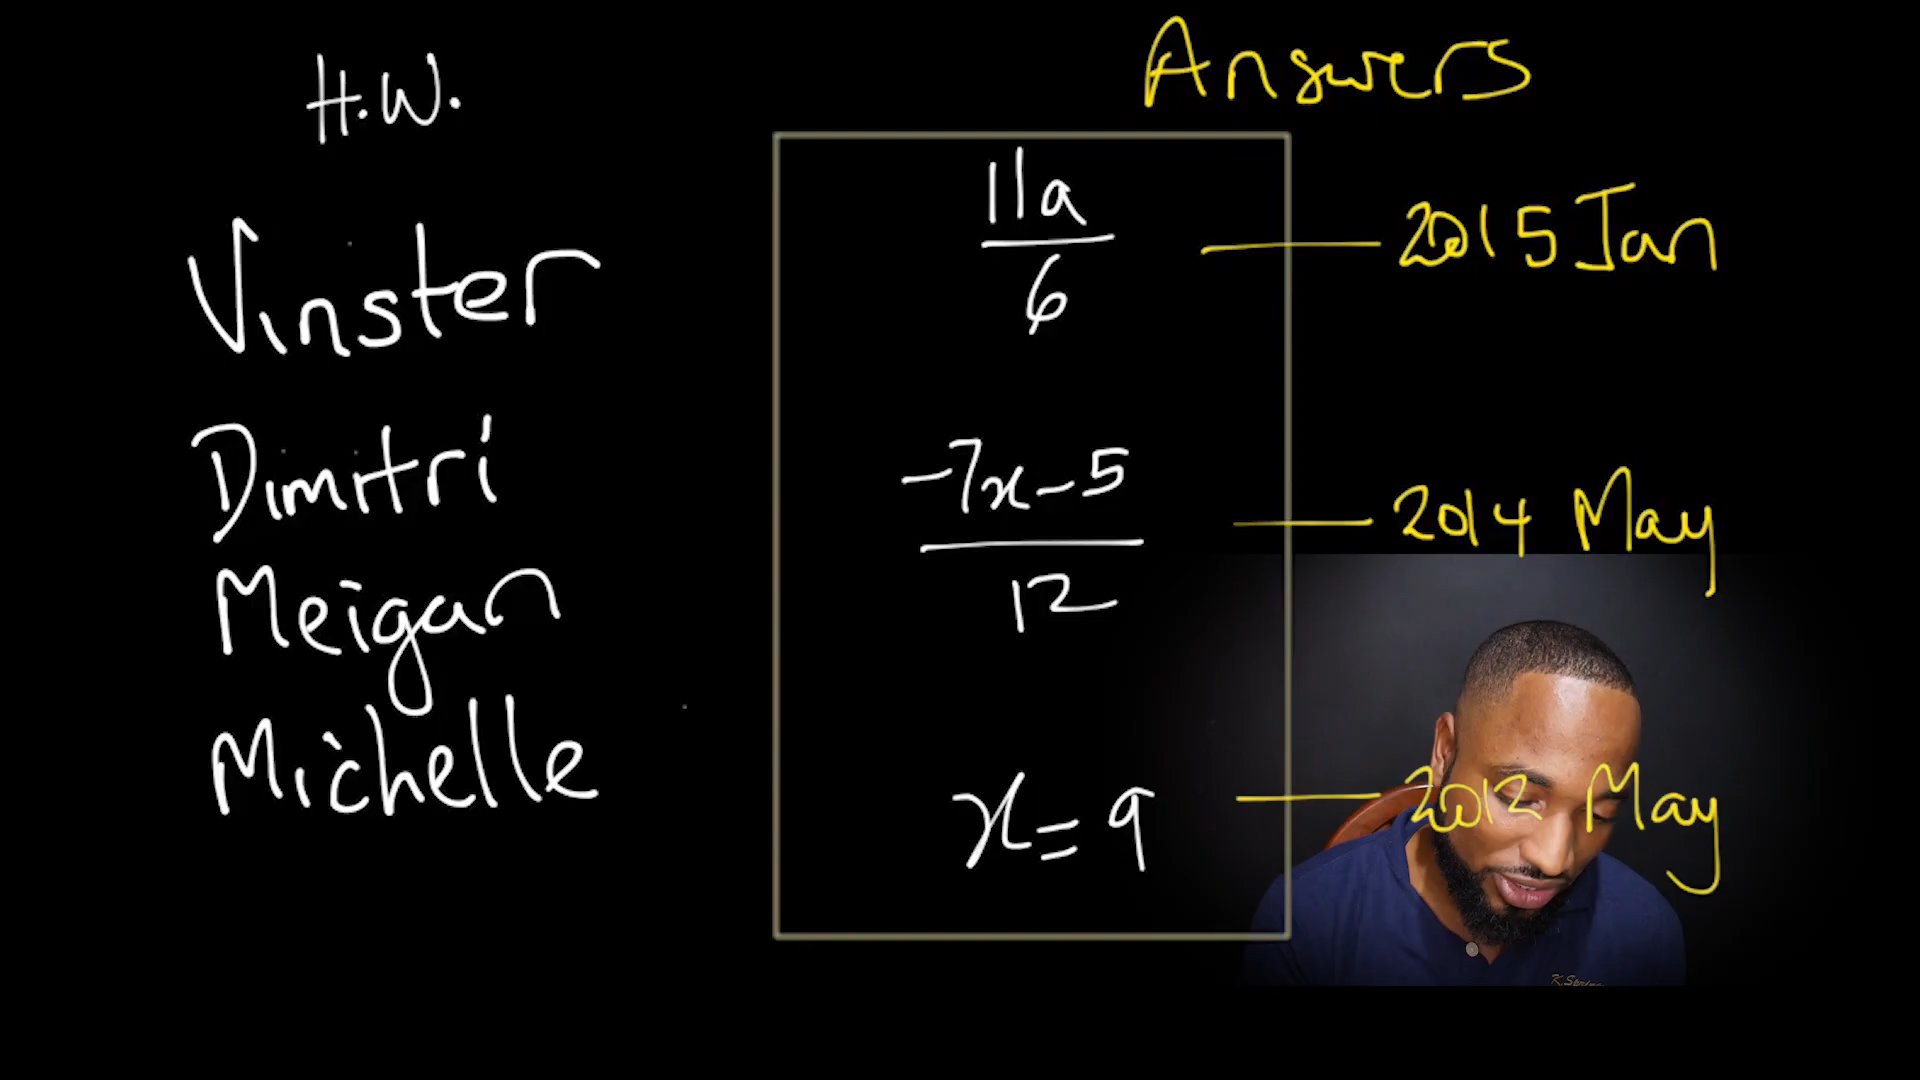 H.W.
Answers
Vinster
11a
6
2015 Jan
Dimitri
-7x-5
12
2014 May
Meigan
Michelle
x=9
2012 May